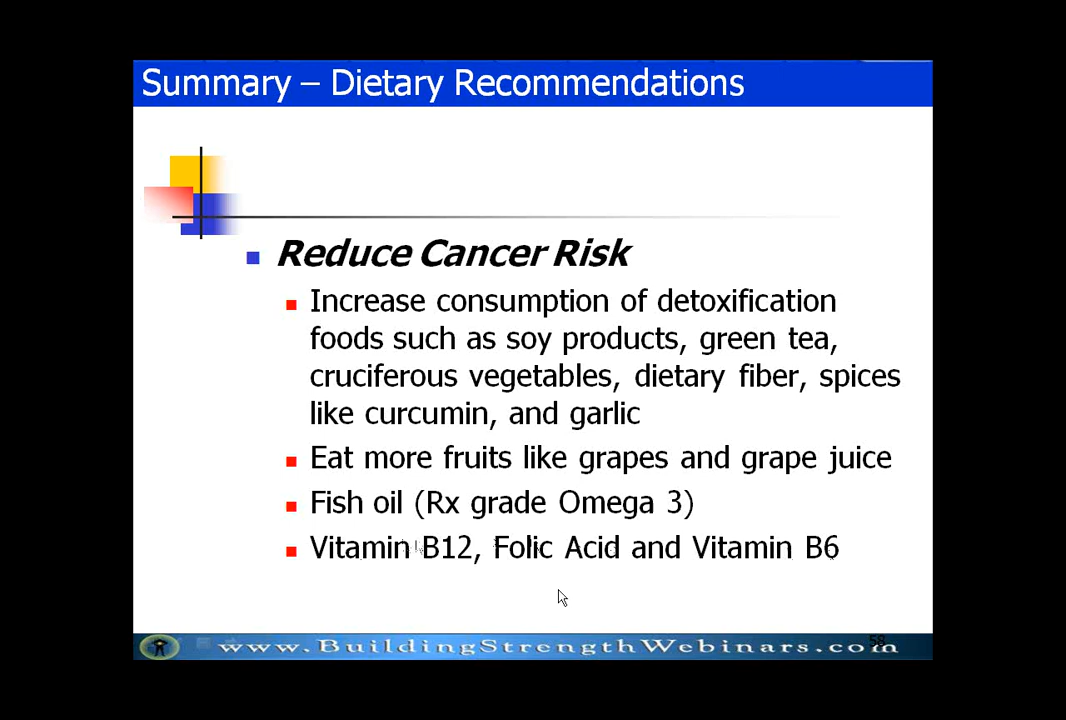 Summary – Dietary Recommendations
Reduce Cancer Risk
Increase consumption of detoxification
foods such as soy products, green tea,
cruciferous vegetables, dietary fiber, spices
like curcumin, and garlic
Eat more fruits like grapes and grape juice
Fish oil (Rx grade Omega 3)
Vitamin B12, Folic Acid and Vitamin B6
58
www.BuildingStrengthWebinars.com